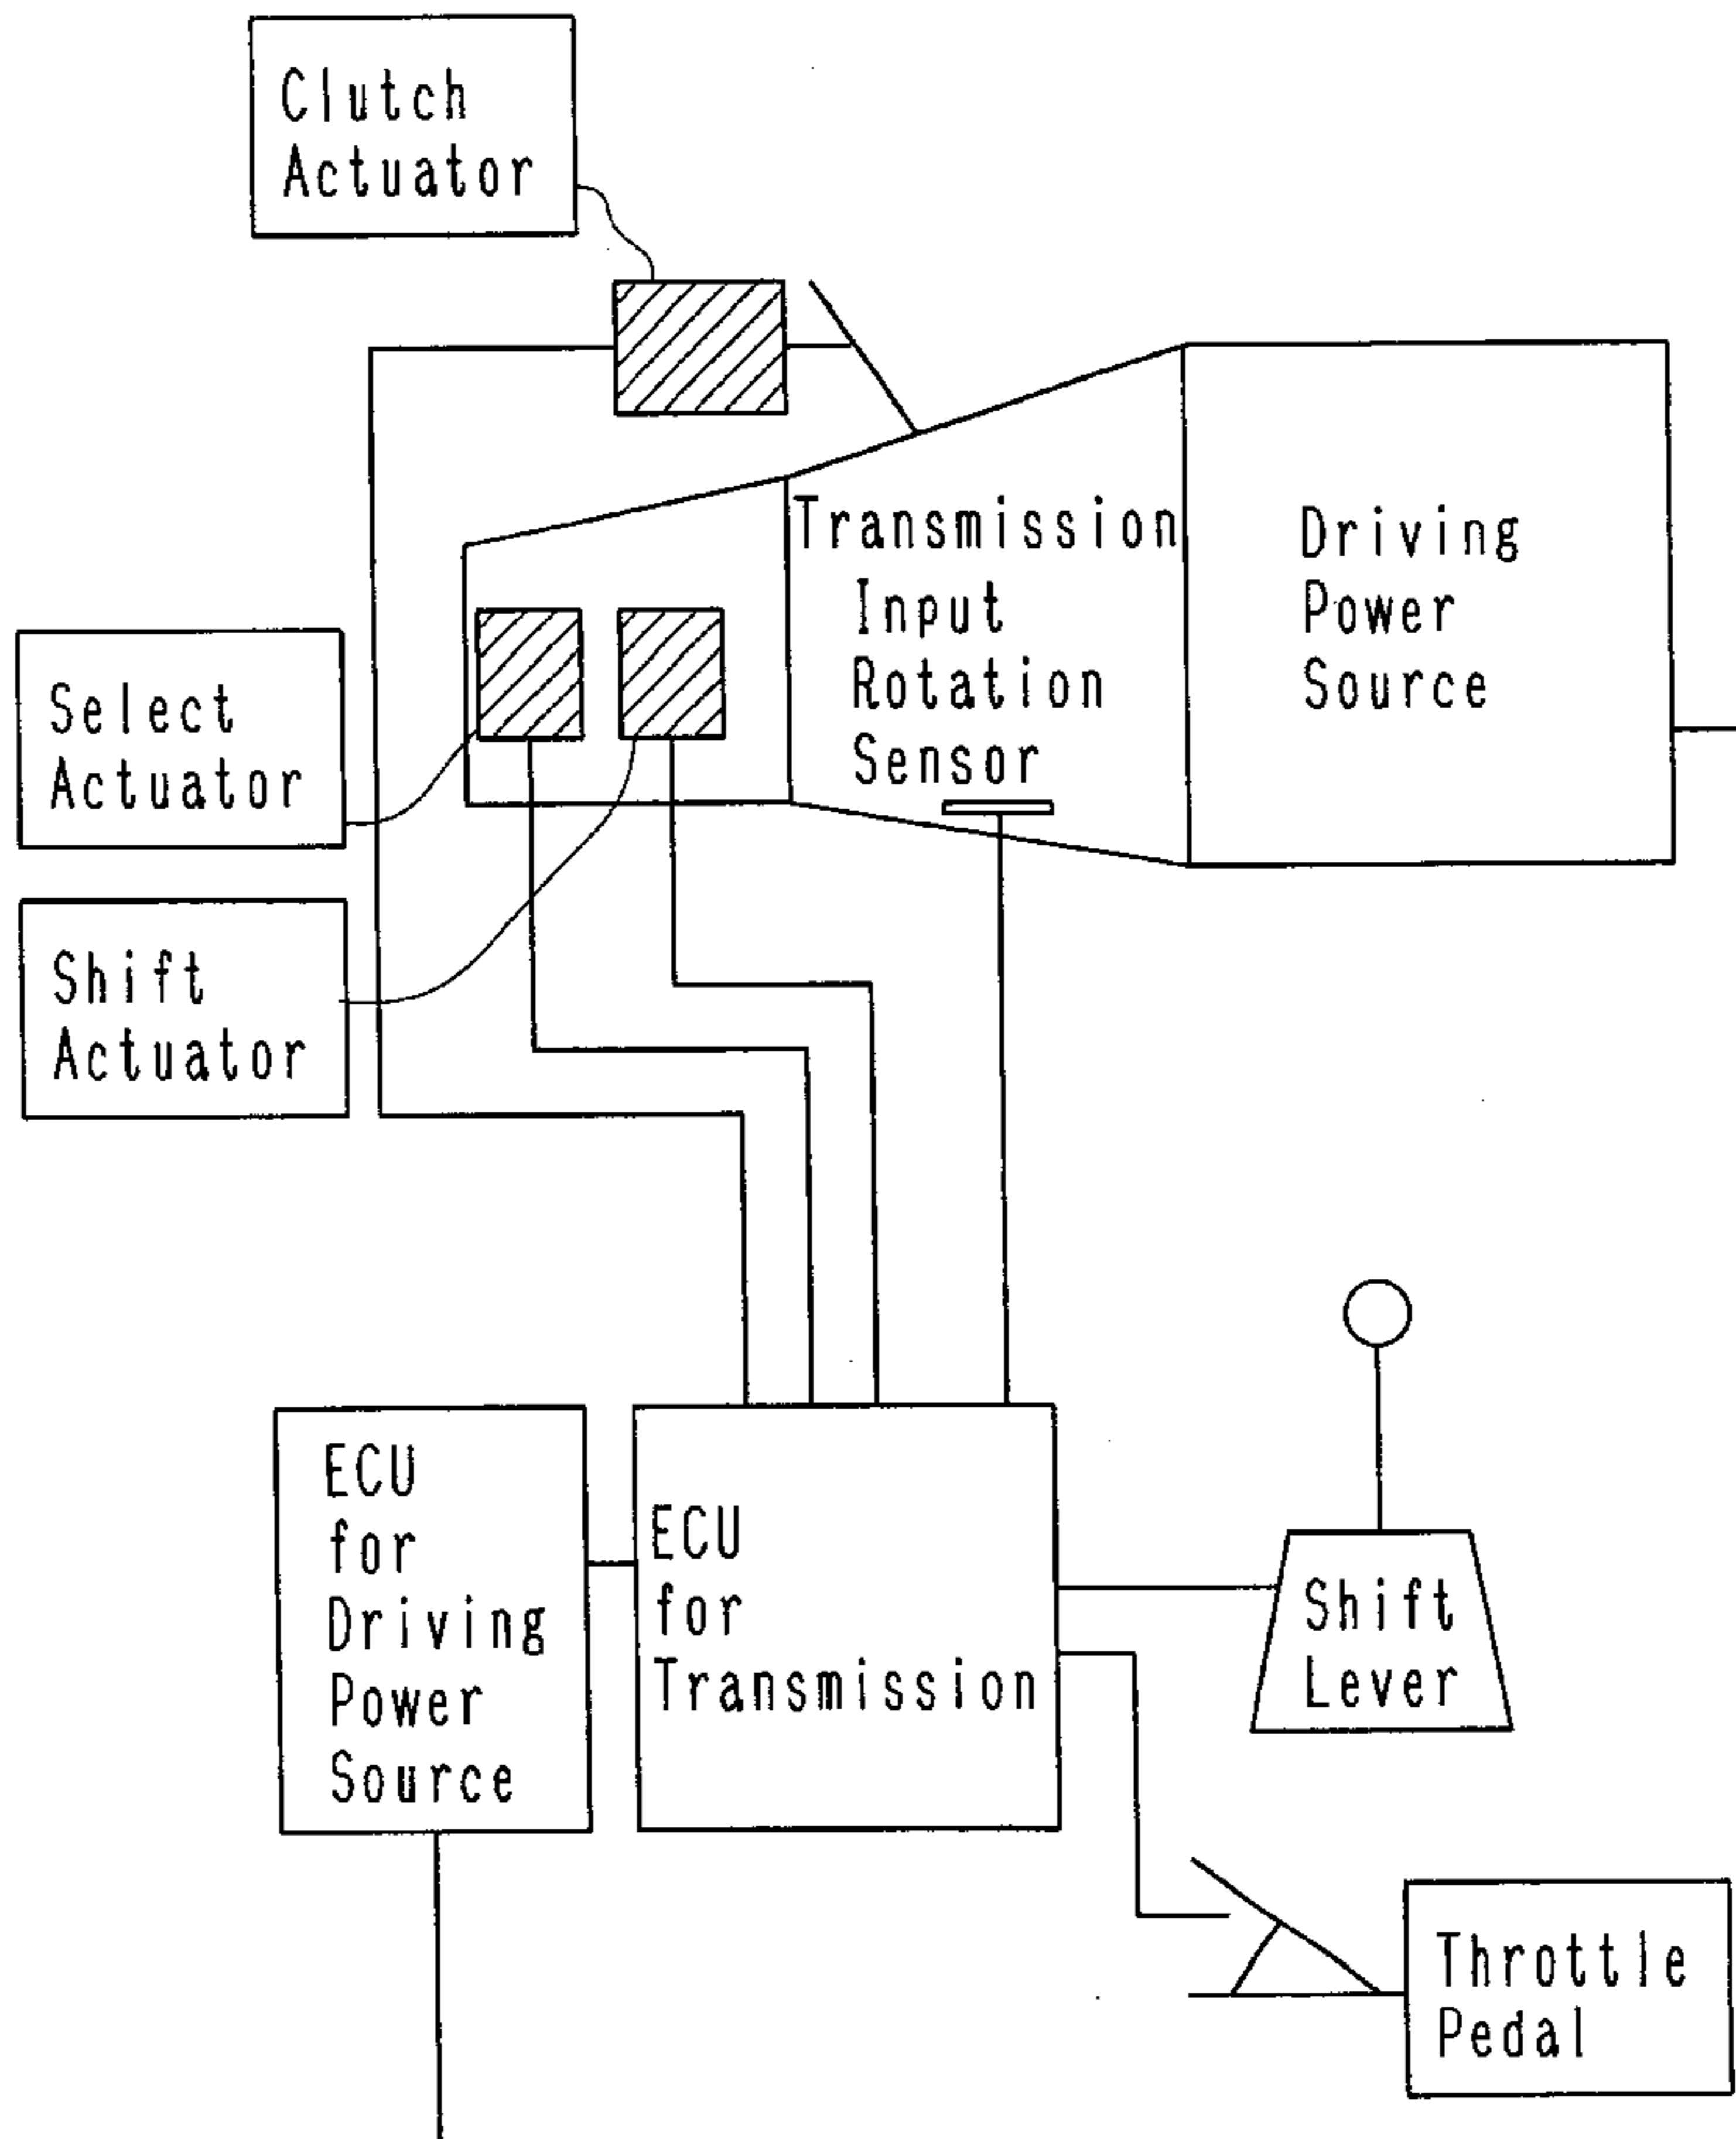 Clutch
Actuator
Transmission
Input
Rotation
Sensor
Driving
Power
Source
Select
Actuator
Shift
Actuator
ECU
for
Driving
Power
Source
ECU
for
Transmission
Shift
Lever
Throttle
Pedal